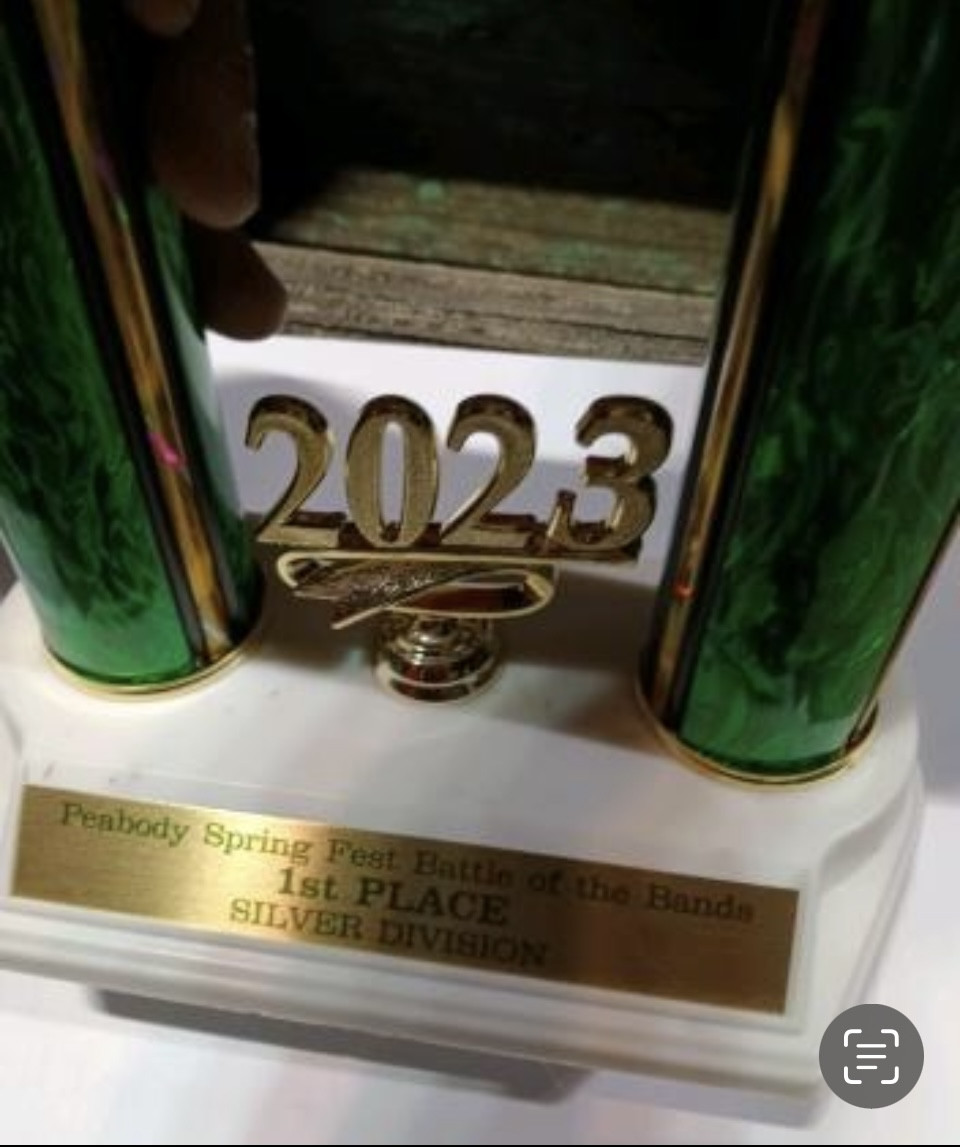 2023
Peabody Spring Fest Battle of the Bands
1st PLACE
SILVER DIVISION